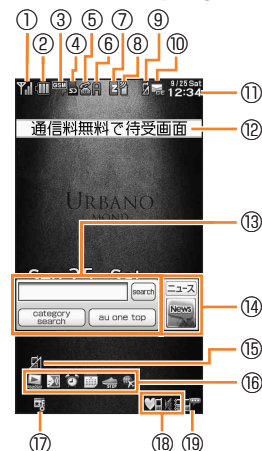 ① ② ③ ④ ⑤ ⑥ ⑦ ⑧ ⑨ ⑩
GSM
9/25 Sat
12:34
⑪
通信料無料で待受画面
⑫
URBANO
MOND
⑬
search
category search
au one top
ニュース
News
⑭
⑮
⑯
⑰ ⑱ ⑲